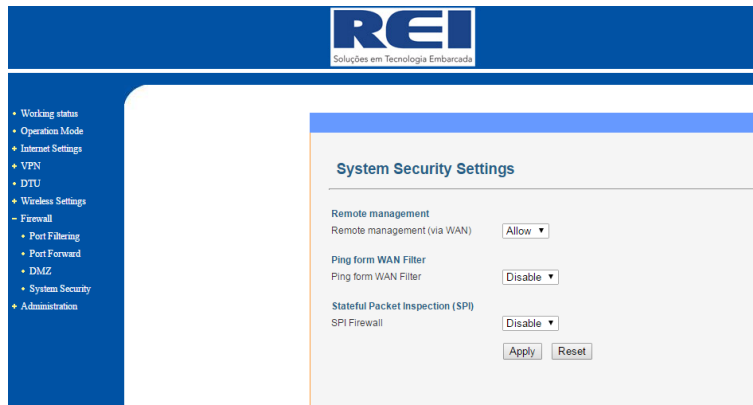 REI
Soluções em Tecnologia Embarcada
Working status
Operation Mode
Internet Settings
VPN
DTU
Wireless Settings
Firewall
Port Filtering
Port Forward
DMZ
System Security
Administration
System Security Settings
Remote management
Remote management (via WAN) Allow
Ping form WAN Filter
Ping form WAN Filter Disable
Stateful Packet Inspection (SPI)
SPI Firewall Disable
Apply Reset